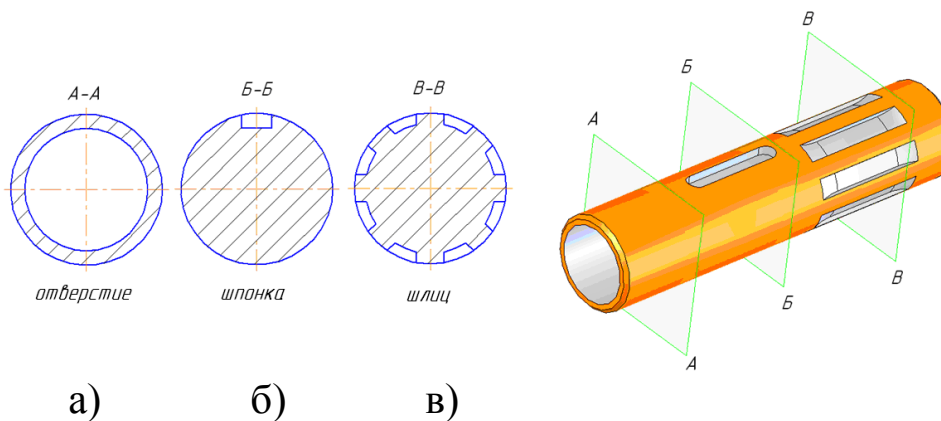 А-А
Б-Б
В-В
отверстие
шпонка
шлиц
а)
б)
в)
А
Б
В
А
Б
В